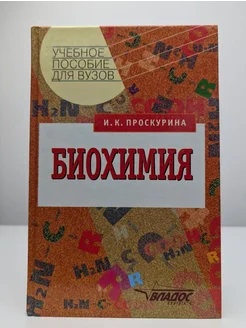 УЧЕБНОЕ
ПОСОБИЕ
ДЛЯ ВУЗОВ
И. К. ПРОСКУРИНА
БИОХИМИЯ
ВЛАДОС